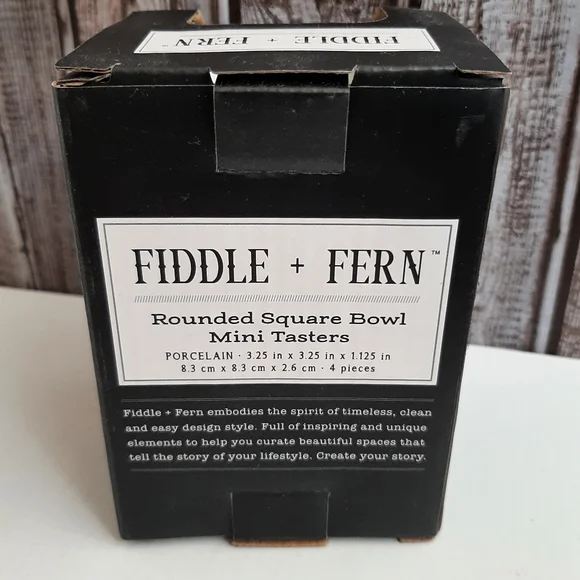 FIDDLE + FERN™
FIDDLE + FERN™
Rounded Square Bowl
Mini Tasters
PORCELAIN · 3.25 in x 3.25 in x 1.125 in
8.3 cm x 8.3 cm x 2.6 cm · 4 pieces
Fiddle + Fern embodies the spirit of timeless, clean
and easy design style. Full of inspiring and unique
elements to help you curate beautiful spaces that
tell the story of your lifestyle. Create your story.